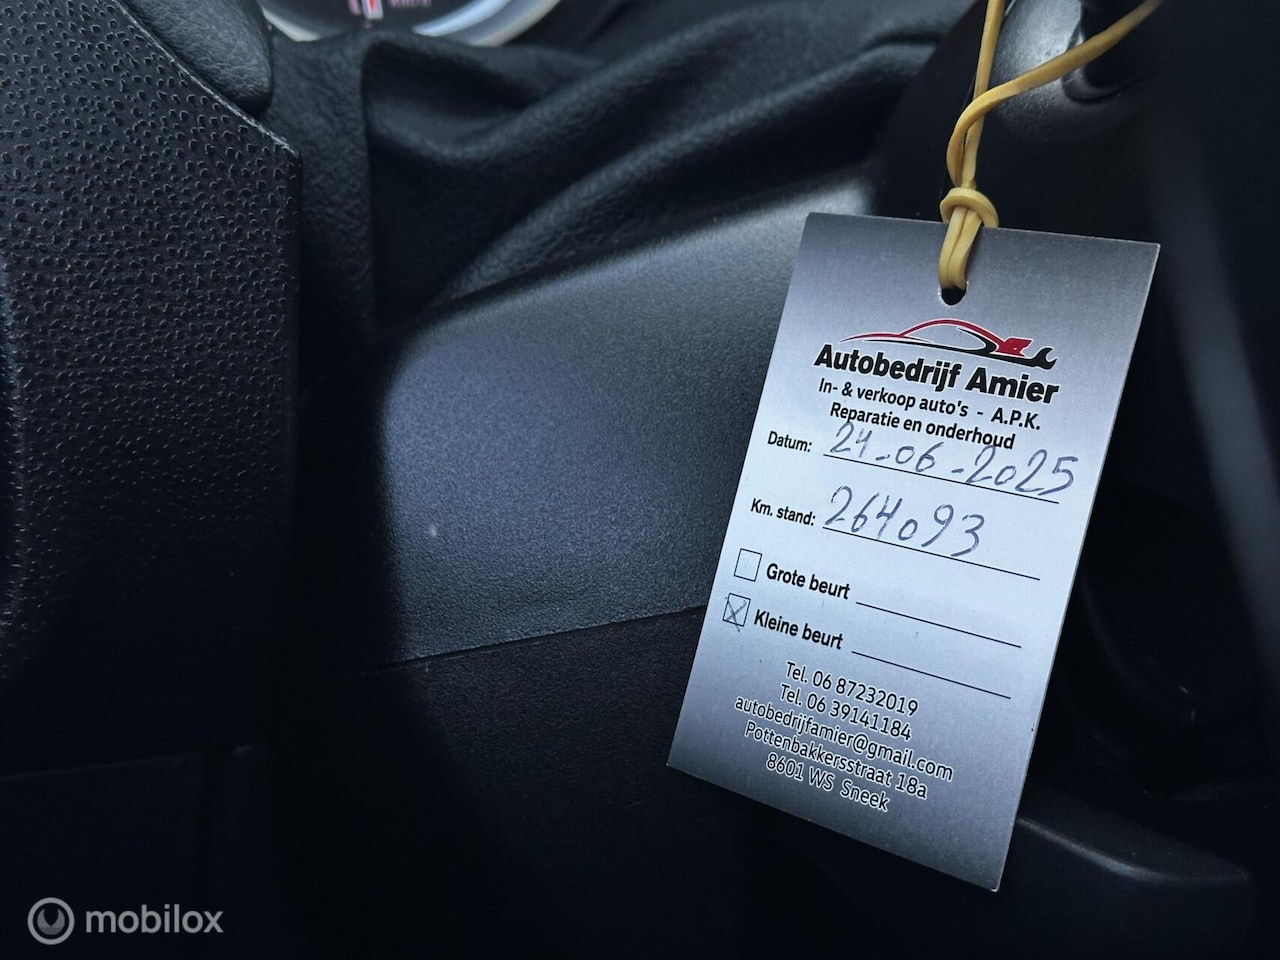 Autobedrijf Amier
In- & verkoop auto's - A.P.K.
Reparatie en onderhoud
Datum: 24-06-2025
Km. stand: 264093
Grote beurt
Kleine beurt
Tel. 06 87232019
Tel. 06 39141184
autobedrijfamier@gmail.com
Pottenbakkersstraat 18a
8601 WS Sneek
mobilox